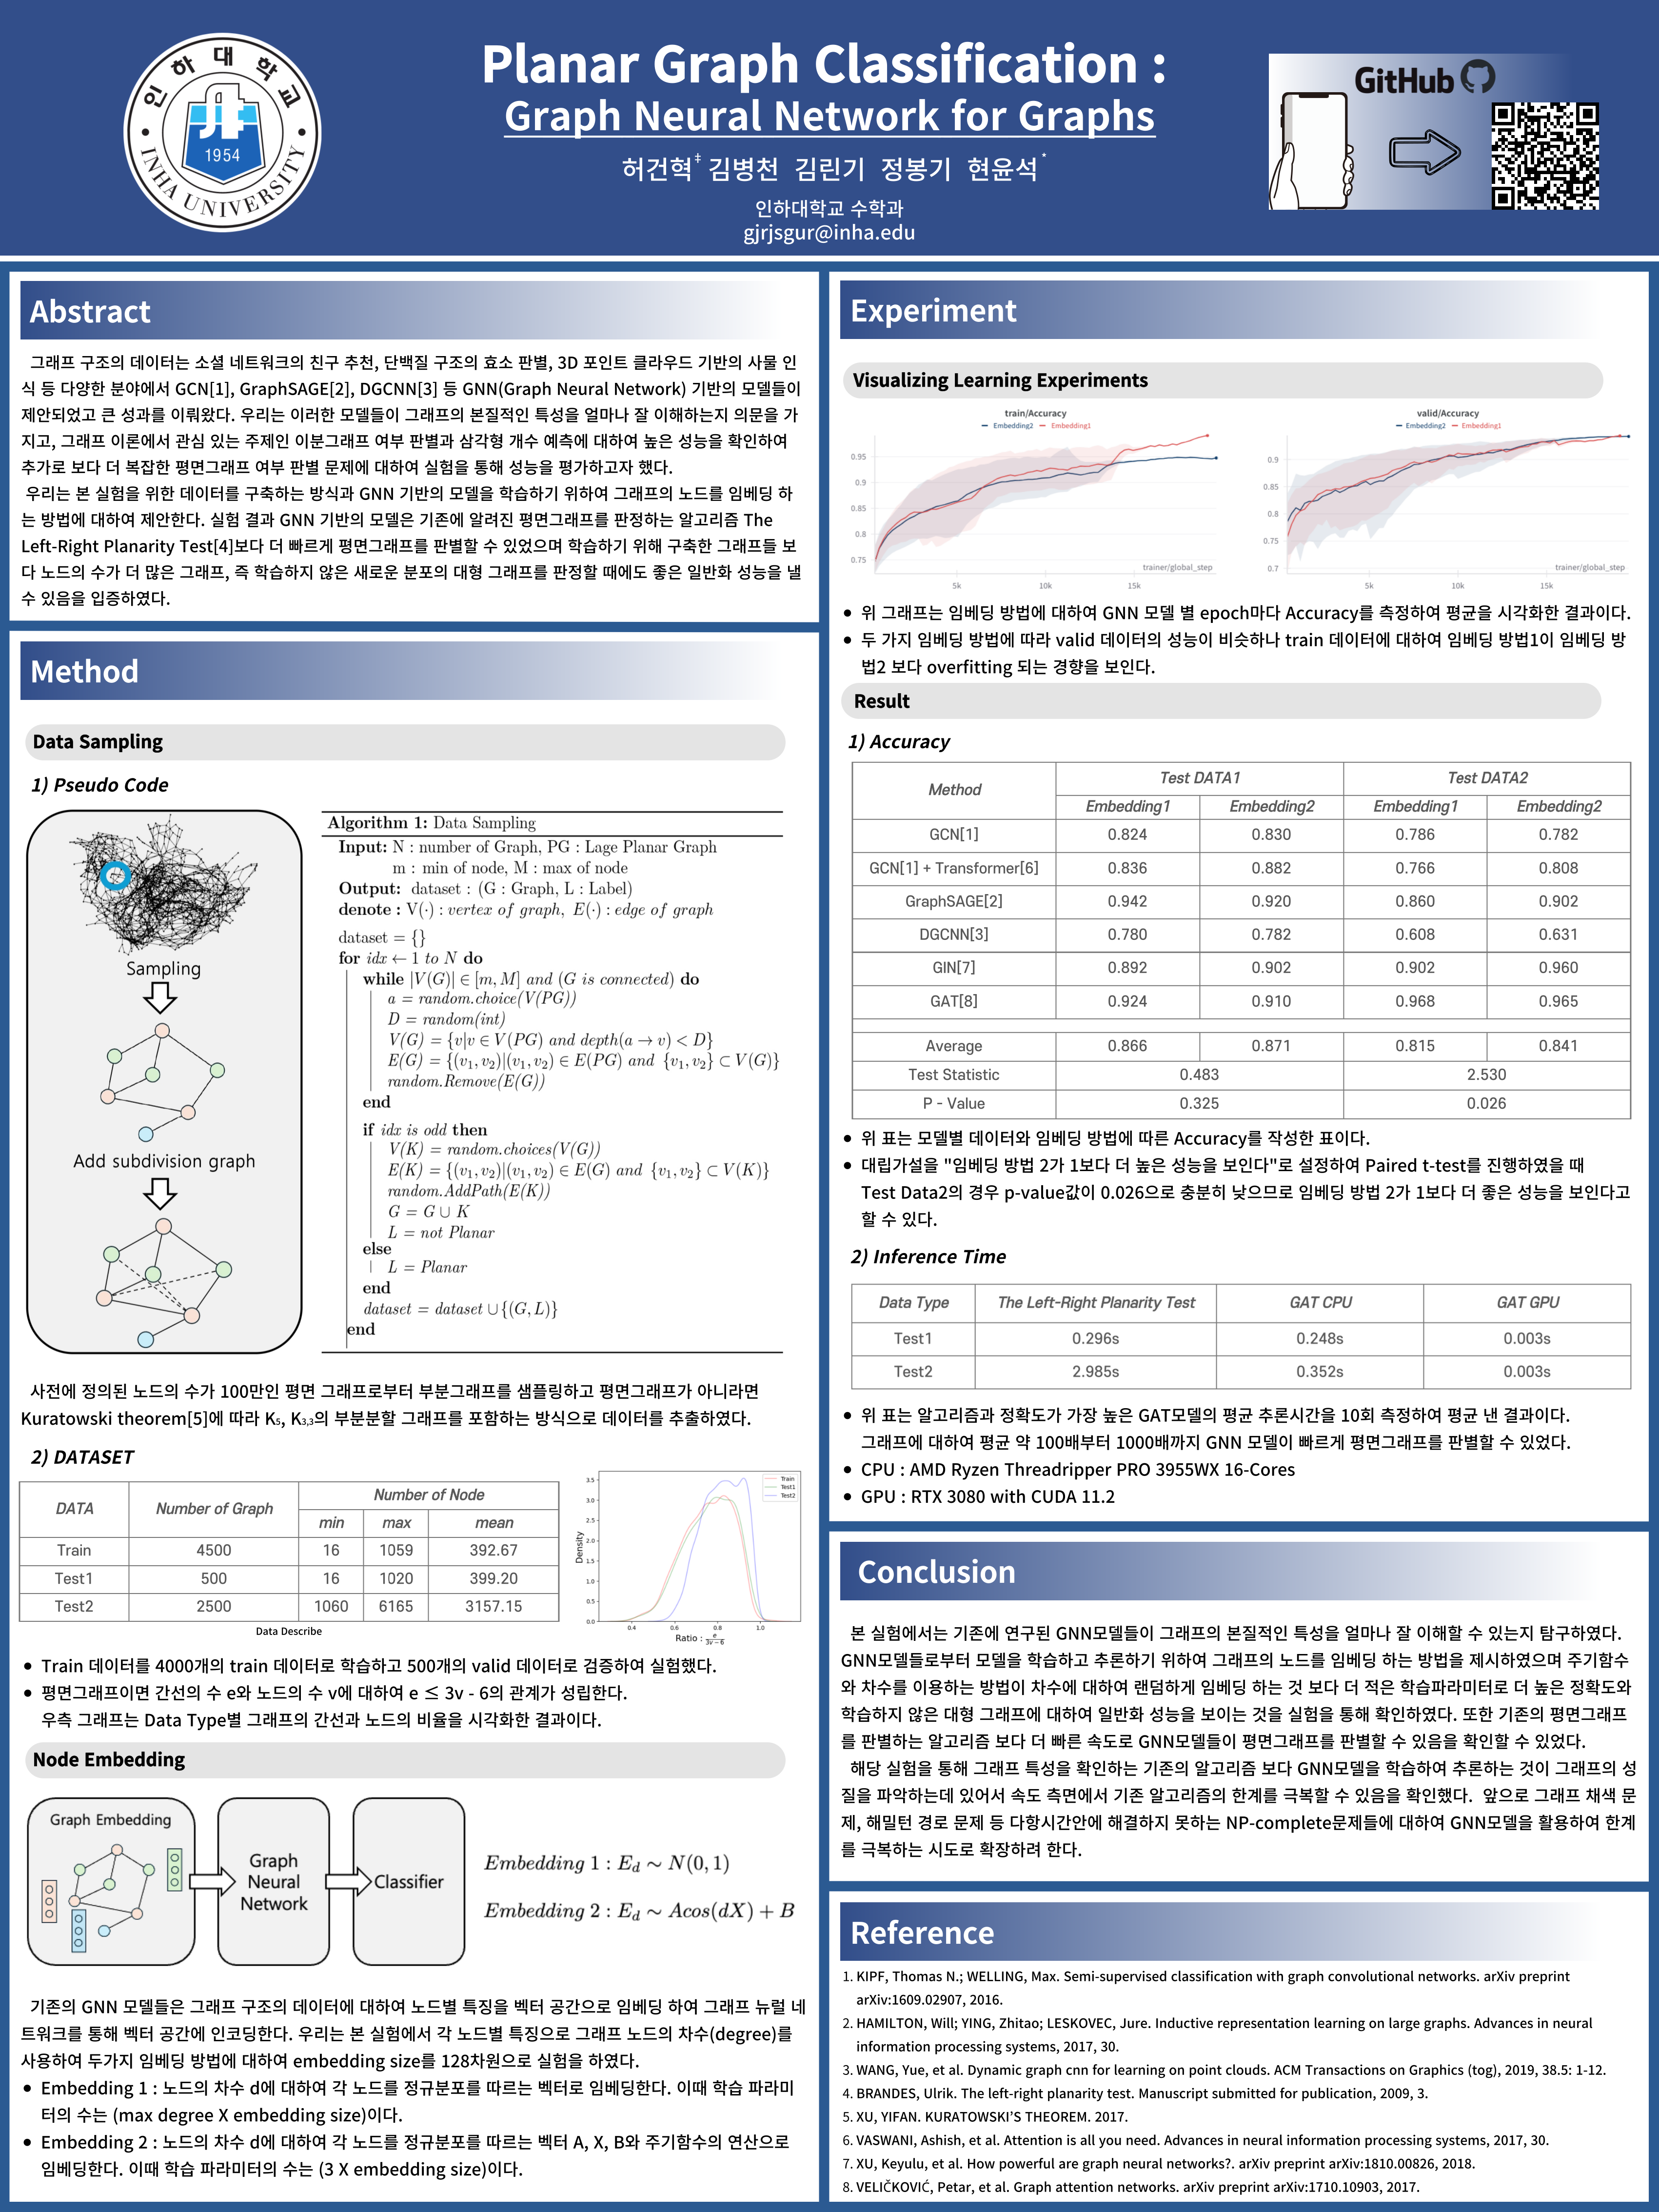 인하대학교
INHA UNIVERSITY
1954
Planar Graph Classification :
Graph Neural Network for Graphs
허건혁‡ 김병천 김린기 정봉기 현윤석*
인하대학교 수학과
gjrjsgur@inha.edu
GitHub
Abstract
그래프 구조의 데이터는 소셜 네트워크의 친구 추천, 단백질 구조의 효소 판별, 3D 포인트 클라우드 기반의 사물 인
식 등 다양한 분야에서 GCN[1], GraphSAGE[2], DGCNN[3] 등 GNN(Graph Neural Network) 기반의 모델들이
제안되었고 큰 성과를 이뤄왔다. 우리는 이러한 모델들이 그래프의 본질적인 특성을 얼마나 잘 이해하는지 의문을 가
지고, 그래프 이론에서 관심 있는 주제인 이분그래프 여부 판별과 삼각형 개수 예측에 대하여 높은 성능을 확인하여
추가로 보다 더 복잡한 평면그래프 여부 판별 문제에 대하여 실험을 통해 성능을 평가하고자 했다.
우리는 본 실험을 위한 데이터를 구축하는 방식과 GNN 기반의 모델을 학습하기 위하여 그래프의 노드를 임베딩 하
는 방법에 대하여 제안한다. 실험 결과 GNN 기반의 모델은 기존에 알려진 평면그래프를 판정하는 알고리즘 The
Left-Right Planarity Test[4]보다 더 빠르게 평면그래프를 판별할 수 있었으며 학습하기 위해 구축한 그래프들 보
다 노드의 수가 더 많은 그래프, 즉 학습하지 않은 새로운 분포의 대형 그래프를 판정할 때에도 좋은 일반화 성능을 낼
수 있음을 입증하였다.
Method
Data Sampling
1) Pseudo Code
Sampling
Add subdivision graph
Algorithm 1: Data Sampling
Input: N : number of Graph, PG : Lage Planar Graph
m : min of node, M : max of node
Output: dataset : (G : Graph, L : Label)
denote : V(·) : vertex of graph, E(·) : edge of graph
dataset = {}
for idx ← 1 to N do
while |V(G)| ∈ [m, M] and (G is connected) do
a = random.choice(V(PG))
D = random(int)
V(G) = {v|v ∈ V(PG) and depth(a → v) < D}
E(G) = {(v₁, v₂)|(v₁, v₂) ∈ E(PG) and {v₁, v₂} ⊂ V(G)}
random.Remove(E(G))
end
if idx is odd then
V(K) = random.choices(V(G))
E(K) = {(v₁, v₂)|(v₁, v₂) ∈ E(G) and {v₁, v₂} ⊂ V(K)}
random.AddPath(E(K))
G = G ∪ K
L = not Planar
else
L = Planar
end
dataset = dataset ∪ {(G, L)}
end
사전에 정의된 노드의 수가 100만인 평면 그래프로부터 부분그래프를 샘플링하고 평면그래프가 아니라면
Kuratowski theorem[5]에 따라 K₅, K₃,₃의 부분분할 그래프를 포함하는 방식으로 데이터를 추출하였다.
2) DATASET
DATA Number of Graph Number of Node
min max mean
Train 4500 16 1059 392.67
Test1 500 16 1020 399.20
Test2 2500 1060 6165 3157.15
Data Describe
Train
Test1
Test2
Density
3.5
3.0
2.5
2.0
1.5
1.0
0.5
0.0
0.4 0.6 0.8 1.0
Ratio : e/(3v−6)
• Train 데이터를 4000개의 train 데이터로 학습하고 500개의 valid 데이터로 검증하여 실험했다.
• 평면그래프이면 간선의 수 e와 노드의 수 v에 대하여 e ≤ 3v - 6의 관계가 성립한다.
우측 그래프는 Data Type별 그래프의 간선과 노드의 비율을 시각화한 결과이다.
Node Embedding
Graph Embedding
Graph
Neural
Network
Classifier
Embedding 1 : E_d ∼ N(0, 1)
Embedding 2 : E_d ∼ Acos(dX) + B
기존의 GNN 모델들은 그래프 구조의 데이터에 대하여 노드별 특징을 벡터 공간으로 임베딩 하여 그래프 뉴럴 네
트워크를 통해 벡터 공간에 인코딩한다. 우리는 본 실험에서 각 노드별 특징으로 그래프 노드의 차수(degree)를
사용하여 두가지 임베딩 방법에 대하여 embedding size를 128차원으로 실험을 하였다.
• Embedding 1 : 노드의 차수 d에 대하여 각 노드를 정규분포를 따르는 벡터로 임베딩한다. 이때 학습 파라미
터의 수는 (max degree X embedding size)이다.
• Embedding 2 : 노드의 차수 d에 대하여 각 노드를 정규분포를 따르는 벡터 A, X, B와 주기함수의 연산으로
임베딩한다. 이때 학습 파라미터의 수는 (3 X embedding size)이다.
Experiment
Visualizing Learning Experiments
train/Accuracy
Embedding2 Embedding1
0.95
0.9
0.85
0.8
0.75
trainer/global_step
5k 10k 15k
valid/Accuracy
Embedding2 Embedding1
0.9
0.85
0.8
0.75
0.7
trainer/global_step
5k 10k 15k
• 위 그래프는 임베딩 방법에 대하여 GNN 모델 별 epoch마다 Accuracy를 측정하여 평균을 시각화한 결과이다.
• 두 가지 임베딩 방법에 따라 valid 데이터의 성능이 비슷하나 train 데이터에 대하여 임베딩 방법1이 임베딩 방
법2 보다 overfitting 되는 경향을 보인다.
Result
1) Accuracy
Method Test DATA1 Test DATA2
Embedding1 Embedding2 Embedding1 Embedding2
GCN[1] 0.824 0.830 0.786 0.782
GCN[1] + Transformer[6] 0.836 0.882 0.766 0.808
GraphSAGE[2] 0.942 0.920 0.860 0.902
DGCNN[3] 0.780 0.782 0.608 0.631
GIN[7] 0.892 0.902 0.902 0.960
GAT[8] 0.924 0.910 0.968 0.965
Average 0.866 0.871 0.815 0.841
Test Statistic 0.483 2.530
P - Value 0.325 0.026
• 위 표는 모델별 데이터와 임베딩 방법에 따른 Accuracy를 작성한 표이다.
• 대립가설을 "임베딩 방법 2가 1보다 더 높은 성능을 보인다"로 설정하여 Paired t-test를 진행하였을 때
Test Data2의 경우 p-value값이 0.026으로 충분히 낮으므로 임베딩 방법 2가 1보다 더 좋은 성능을 보인다고
할 수 있다.
2) Inference Time
Data Type The Left-Right Planarity Test GAT CPU GAT GPU
Test1 0.296s 0.248s 0.003s
Test2 2.985s 0.352s 0.003s
• 위 표는 알고리즘과 정확도가 가장 높은 GAT모델의 평균 추론시간을 10회 측정하여 평균 낸 결과이다.
그래프에 대하여 평균 약 100배부터 1000배까지 GNN 모델이 빠르게 평면그래프를 판별할 수 있었다.
• CPU : AMD Ryzen Threadripper PRO 3955WX 16-Cores
• GPU : RTX 3080 with CUDA 11.2
Conclusion
본 실험에서는 기존에 연구된 GNN모델들이 그래프의 본질적인 특성을 얼마나 잘 이해할 수 있는지 탐구하였다.
GNN모델들로부터 모델을 학습하고 추론하기 위하여 그래프의 노드를 임베딩 하는 방법을 제시하였으며 주기함수
와 차수를 이용하는 방법이 차수에 대하여 랜덤하게 임베딩 하는 것 보다 더 적은 학습파라미터로 더 높은 정확도와
학습하지 않은 대형 그래프에 대하여 일반화 성능을 보이는 것을 실험을 통해 확인하였다. 또한 기존의 평면그래프
를 판별하는 알고리즘 보다 더 빠른 속도로 GNN모델들이 평면그래프를 판별할 수 있음을 확인할 수 있었다.
해당 실험을 통해 그래프 특성을 확인하는 기존의 알고리즘 보다 GNN모델을 학습하여 추론하는 것이 그래프의 성
질을 파악하는데 있어서 속도 측면에서 기존 알고리즘의 한계를 극복할 수 있음을 확인했다. 앞으로 그래프 채색 문
제, 해밀턴 경로 문제 등 다항시간안에 해결하지 못하는 NP-complete문제들에 대하여 GNN모델을 활용하여 한계
를 극복하는 시도로 확장하려 한다.
Reference
1. KIPF, Thomas N.; WELLING, Max. Semi-supervised classification with graph convolutional networks. arXiv preprint
arXiv:1609.02907, 2016.
2. HAMILTON, Will; YING, Zhitao; LESKOVEC, Jure. Inductive representation learning on large graphs. Advances in neural
information processing systems, 2017, 30.
3. WANG, Yue, et al. Dynamic graph cnn for learning on point clouds. ACM Transactions on Graphics (tog), 2019, 38.5: 1-12.
4. BRANDES, Ulrik. The left-right planarity test. Manuscript submitted for publication, 2009, 3.
5. XU, YIFAN. KURATOWSKI'S THEOREM. 2017.
6. VASWANI, Ashish, et al. Attention is all you need. Advances in neural information processing systems, 2017, 30.
7. XU, Keyulu, et al. How powerful are graph neural networks?. arXiv preprint arXiv:1810.00826, 2018.
8. VELIČKOVIĆ, Petar, et al. Graph attention networks. arXiv preprint arXiv:1710.10903, 2017.